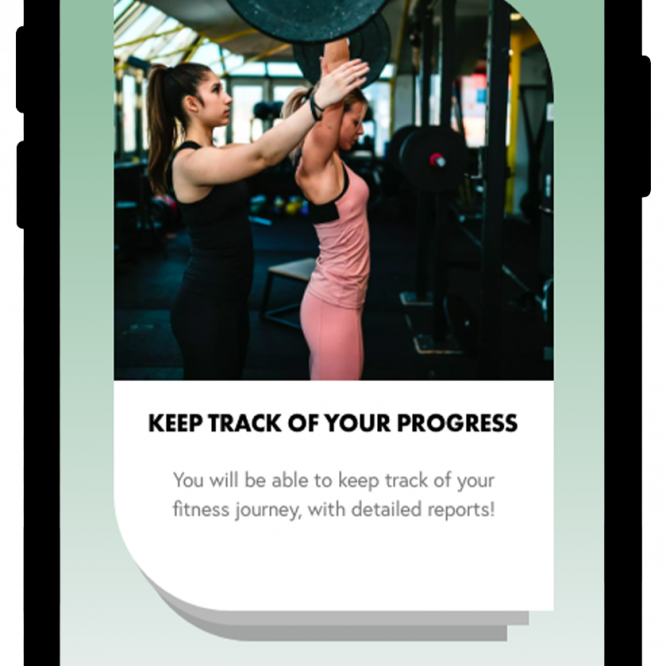 KEEP TRACK OF YOUR PROGRESS
You will be able to keep track of your
fitness journey, with detailed reports!